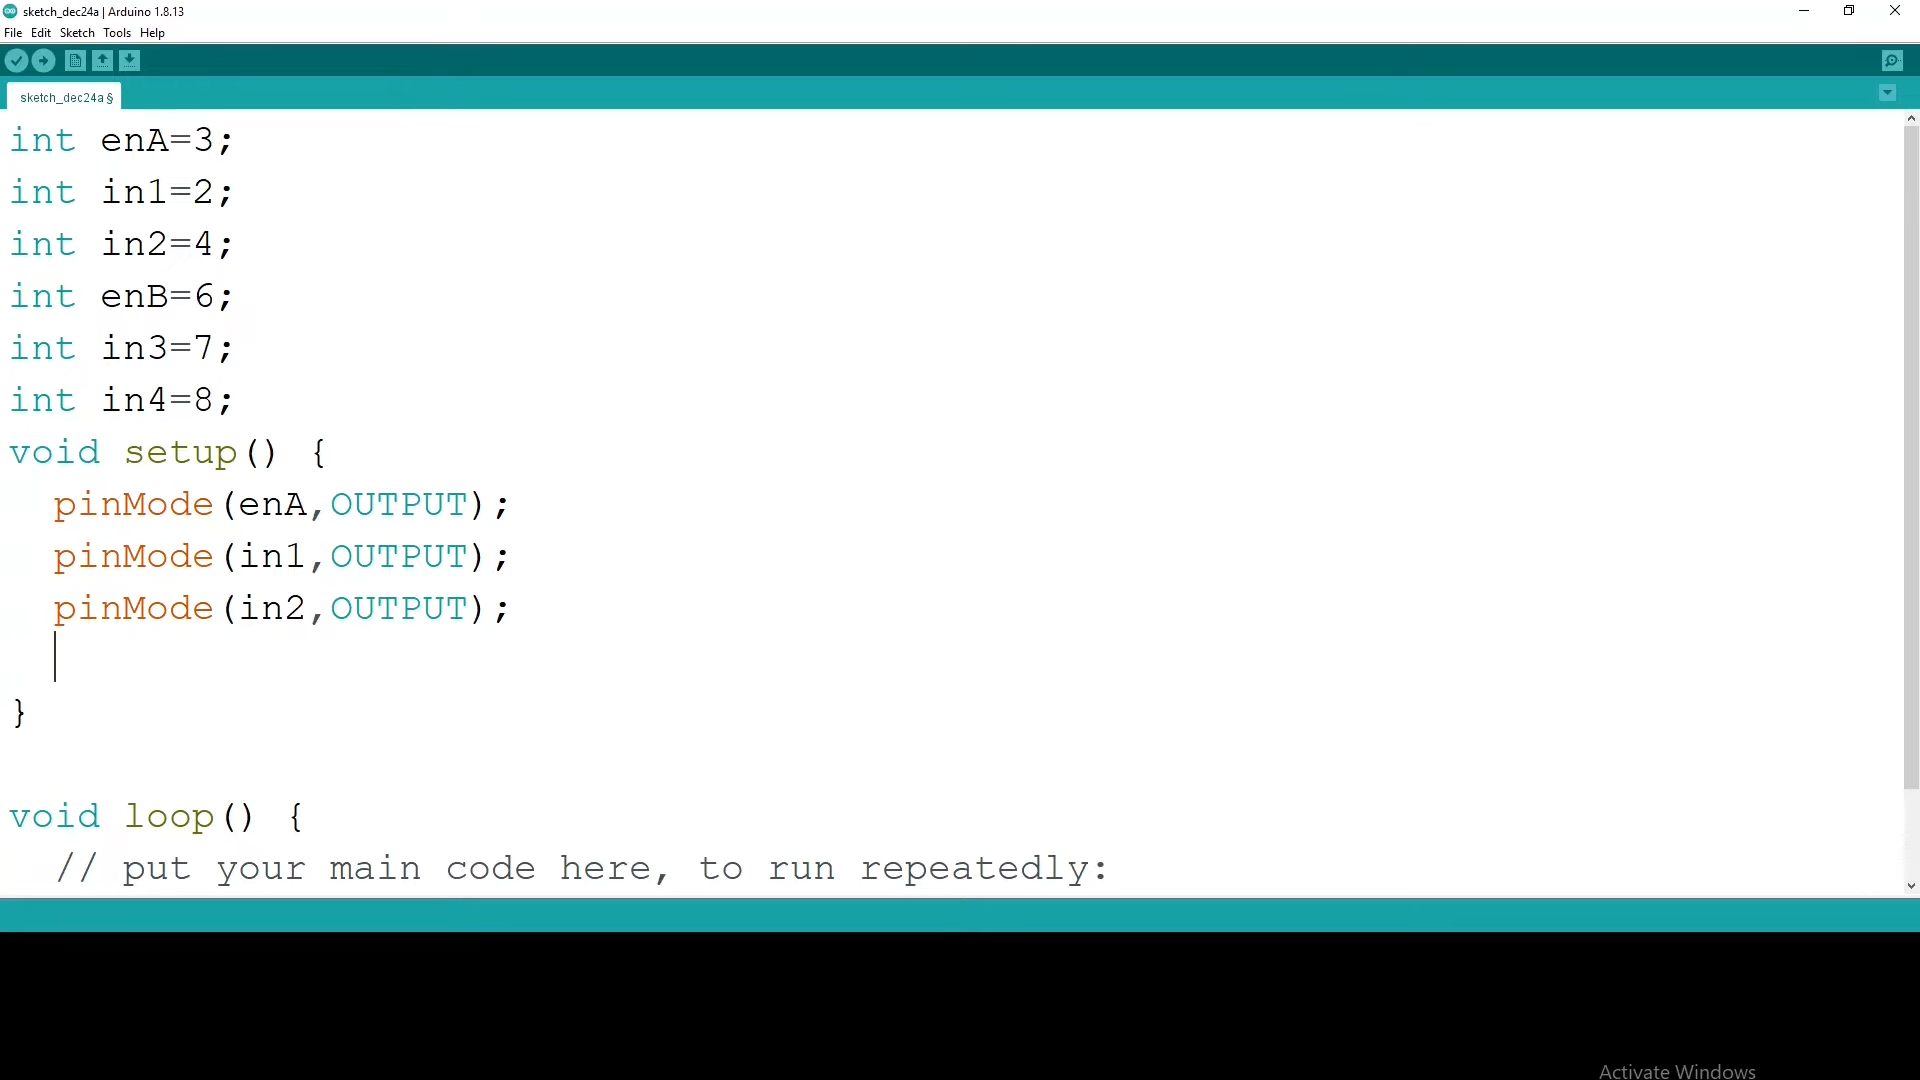 sketch_dec24a | Arduino 1.8.13
File Edit Sketch Tools Help
sketch_dec24a §
int enA=3;
int in1=2;
int in2=4;
int enB=6;
int in3=7;
int in4=8;
void setup() {
  pinMode(enA,OUTPUT);
  pinMode(in1,OUTPUT);
  pinMode(in2,OUTPUT);
}
void loop() {
  // put your main code here, to run repeatedly:
Activate Windows